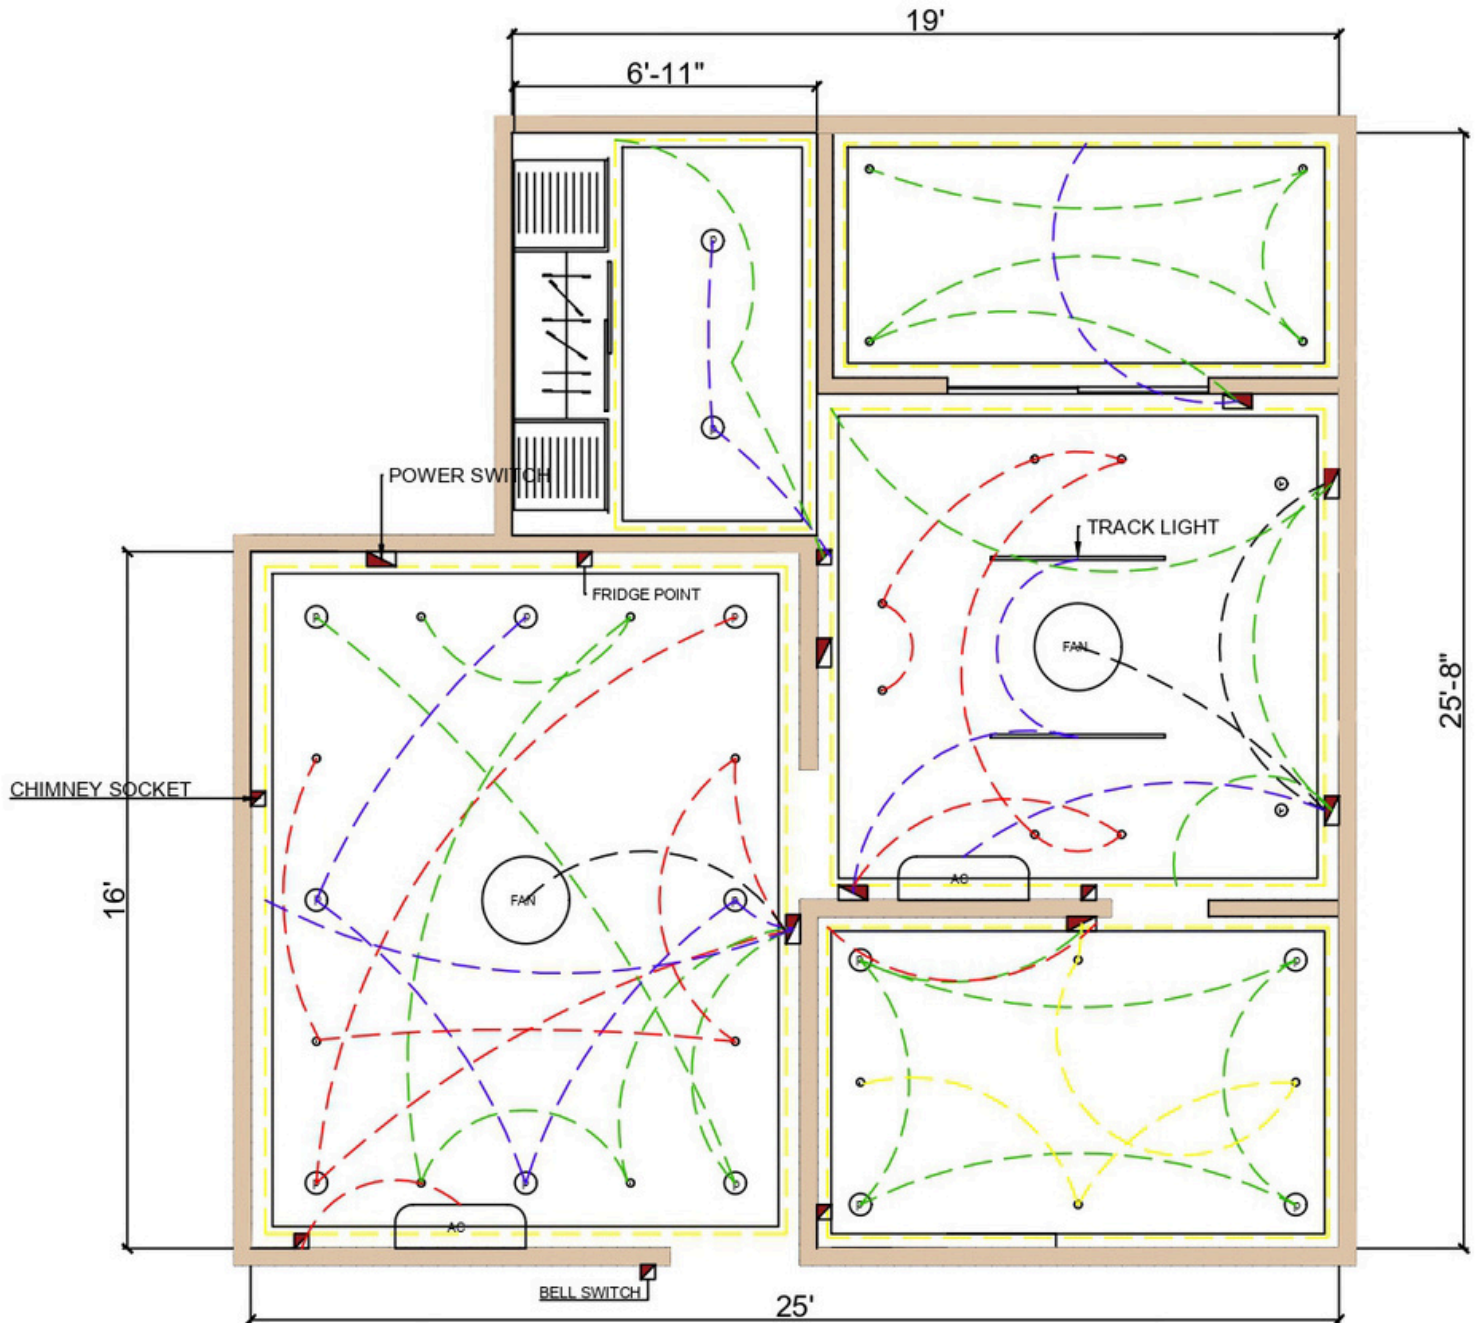 19'
6'-11"
P
P
POWER SWITCH
TRACK LIGHT
FRIDGE POINT
P
P
P
FAN
25'-8"
CHIMNEY SOCKET
16'
FAN
P
P
AC
P
P
P
P
P
AC
P
P
BELL SWITCH
25'